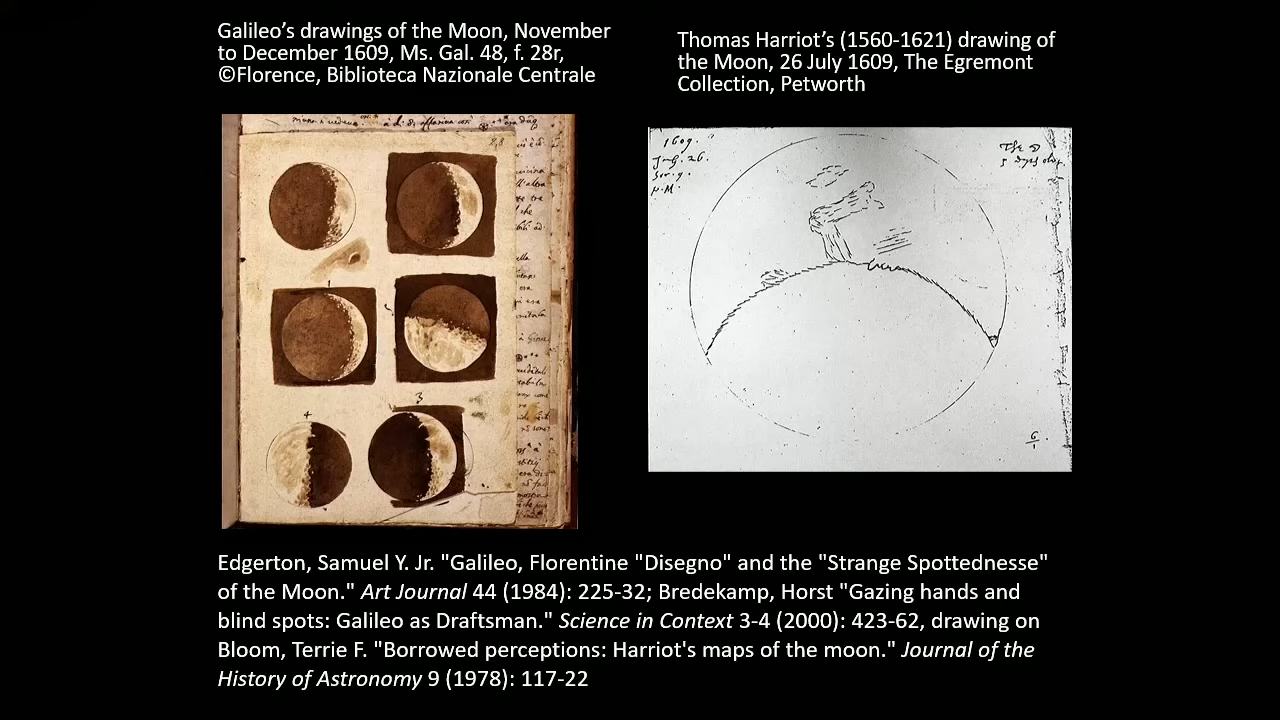 Galileo’s drawings of the Moon, November
to December 1609, Ms. Gal. 48, f. 28r,
©Florence, Biblioteca Nazionale Centrale
Thomas Harriot’s (1560-1621) drawing of
the Moon, 26 July 1609, The Egremont
Collection, Petworth
28
1
3
4
1609.
Edgerton, Samuel Y. Jr. "Galileo, Florentine "Disegno" and the "Strange Spottednesse"
of the Moon." Art Journal 44 (1984): 225-32; Bredekamp, Horst "Gazing hands and
blind spots: Galileo as Draftsman." Science in Context 3-4 (2000): 423-62, drawing on
Bloom, Terrie F. "Borrowed perceptions: Harriot's maps of the moon." Journal of the
History of Astronomy 9 (1978): 117-22